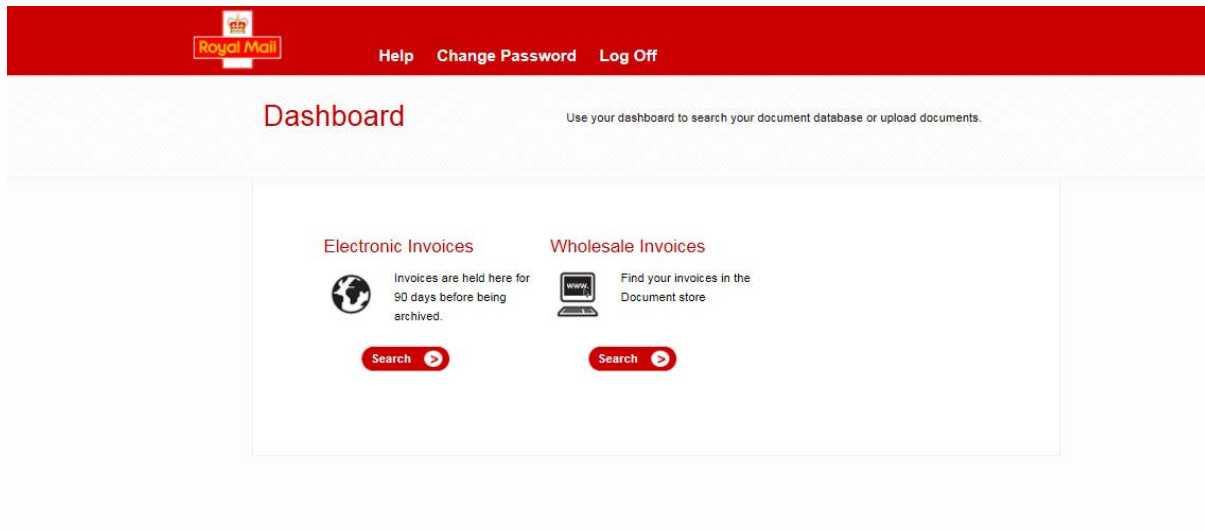 Royal Mail
Help Change Password Log Off
Dashboard
Use your dashboard to search your document database or upload documents.
Electronic Invoices
Invoices are held here for
90 days before being
archived.
Search
Wholesale Invoices
www.
Find your invoices in the
Document store
Search